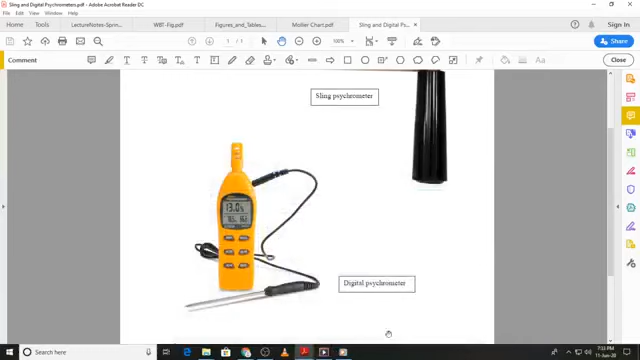 Sling and Digital Psychrometers.pdf - Adobe Acrobat Reader DC
File Edit View Window Help
Home Tools LectureNotes-Sprin... WBT-Fig.pdf Figures_and_Tables... Mollier Chart.pdf Sling and Digital Ps... × Sign In
1 / 1 100% Share
Comment Close
Sling psychrometer
13.0
Digital psychrometer
Search here
7:53 PM
11-Jun-20